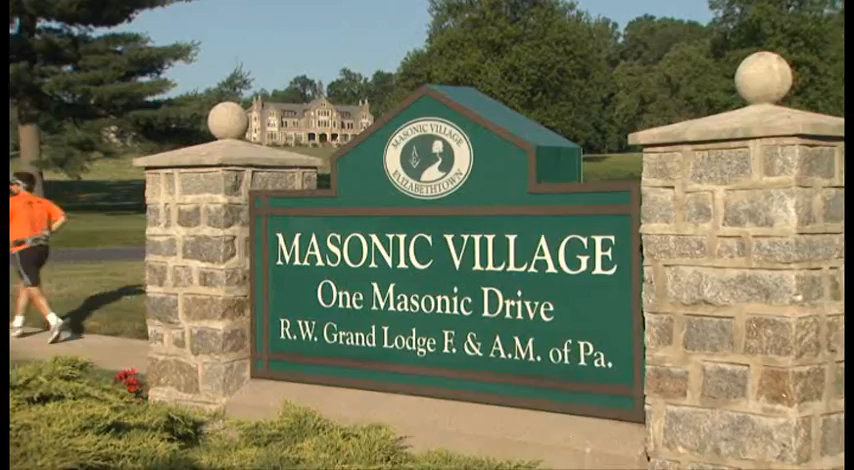 MASONIC VILLAGE
ELIZABETHTOWN
MASONIC VILLAGE
One Masonic Drive
R.W. Grand Lodge F. & A.M. of Pa.